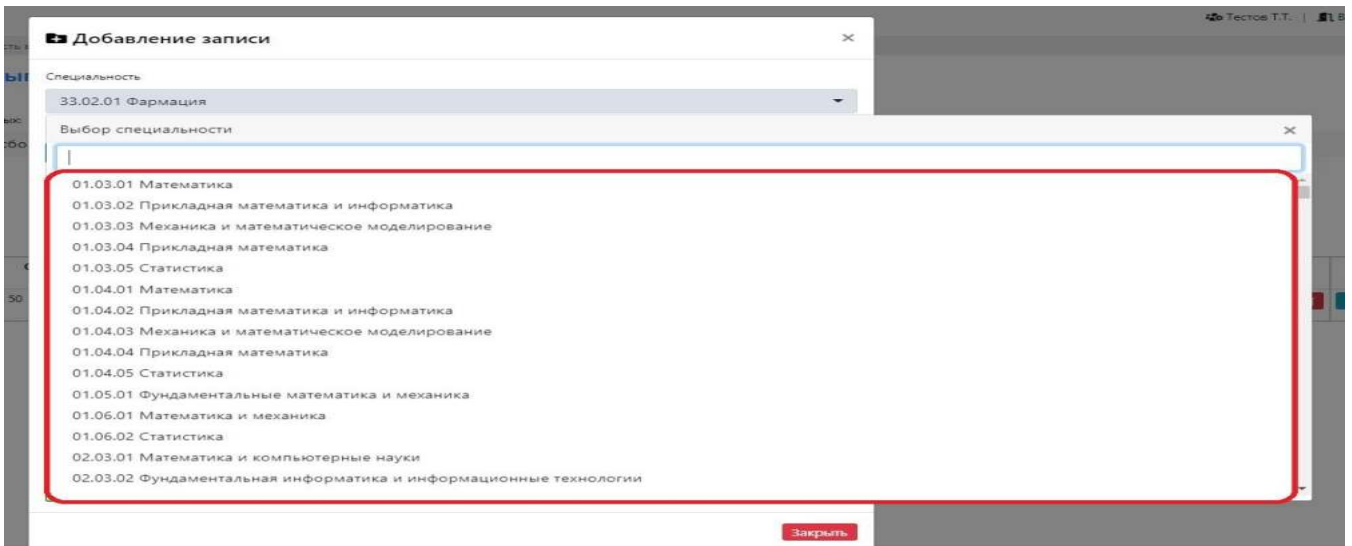 Тестов Т.Т. |
Добавление записи ×
Специальность
33.02.01 Фармация
Выбор специальности ×
01.03.01 Математика
01.03.02 Прикладная математика и информатика
01.03.03 Механика и математическое моделирование
01.03.04 Прикладная математика
01.03.05 Статистика
01.04.01 Математика
01.04.02 Прикладная математика и информатика
01.04.03 Механика и математическое моделирование
01.04.04 Прикладная математика
50
01.04.05 Статистика
01.05.01 Фундаментальные математика и механика
01.06.01 Математика и механика
01.06.02 Статистика
02.03.01 Математика и компьютерные науки
02.03.02 Фундаментальная информатика и информационные технологии
Закрыть